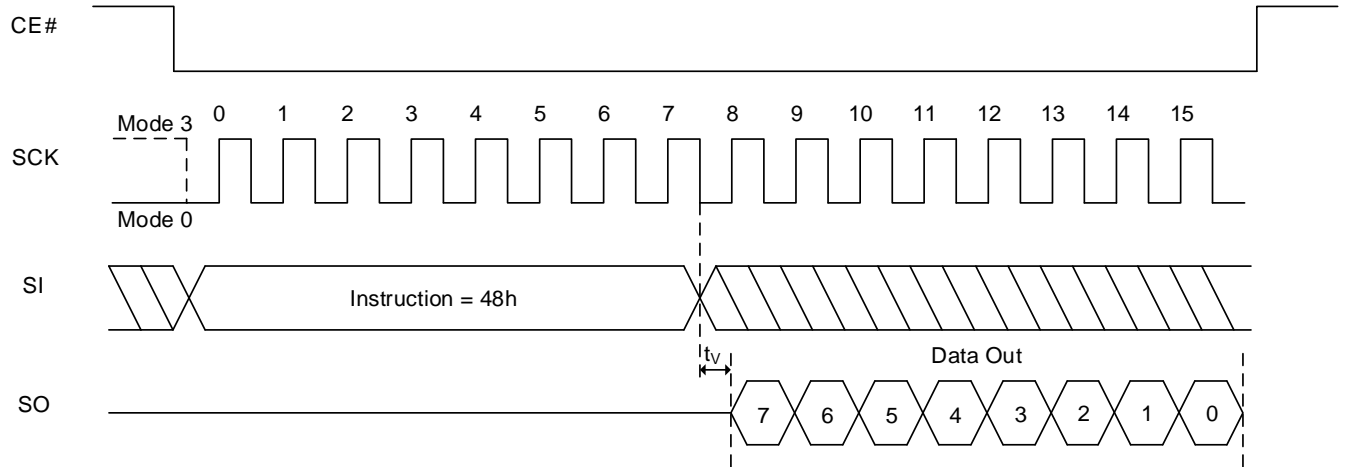 CE#
0 1 2 3 4 5 6 7 8 9 10 11 12 13 14 15
Mode 3
SCK
Mode 0
SI
Instruction = 48h
tV
Data Out
SO
7 6 5 4 3 2 1 0